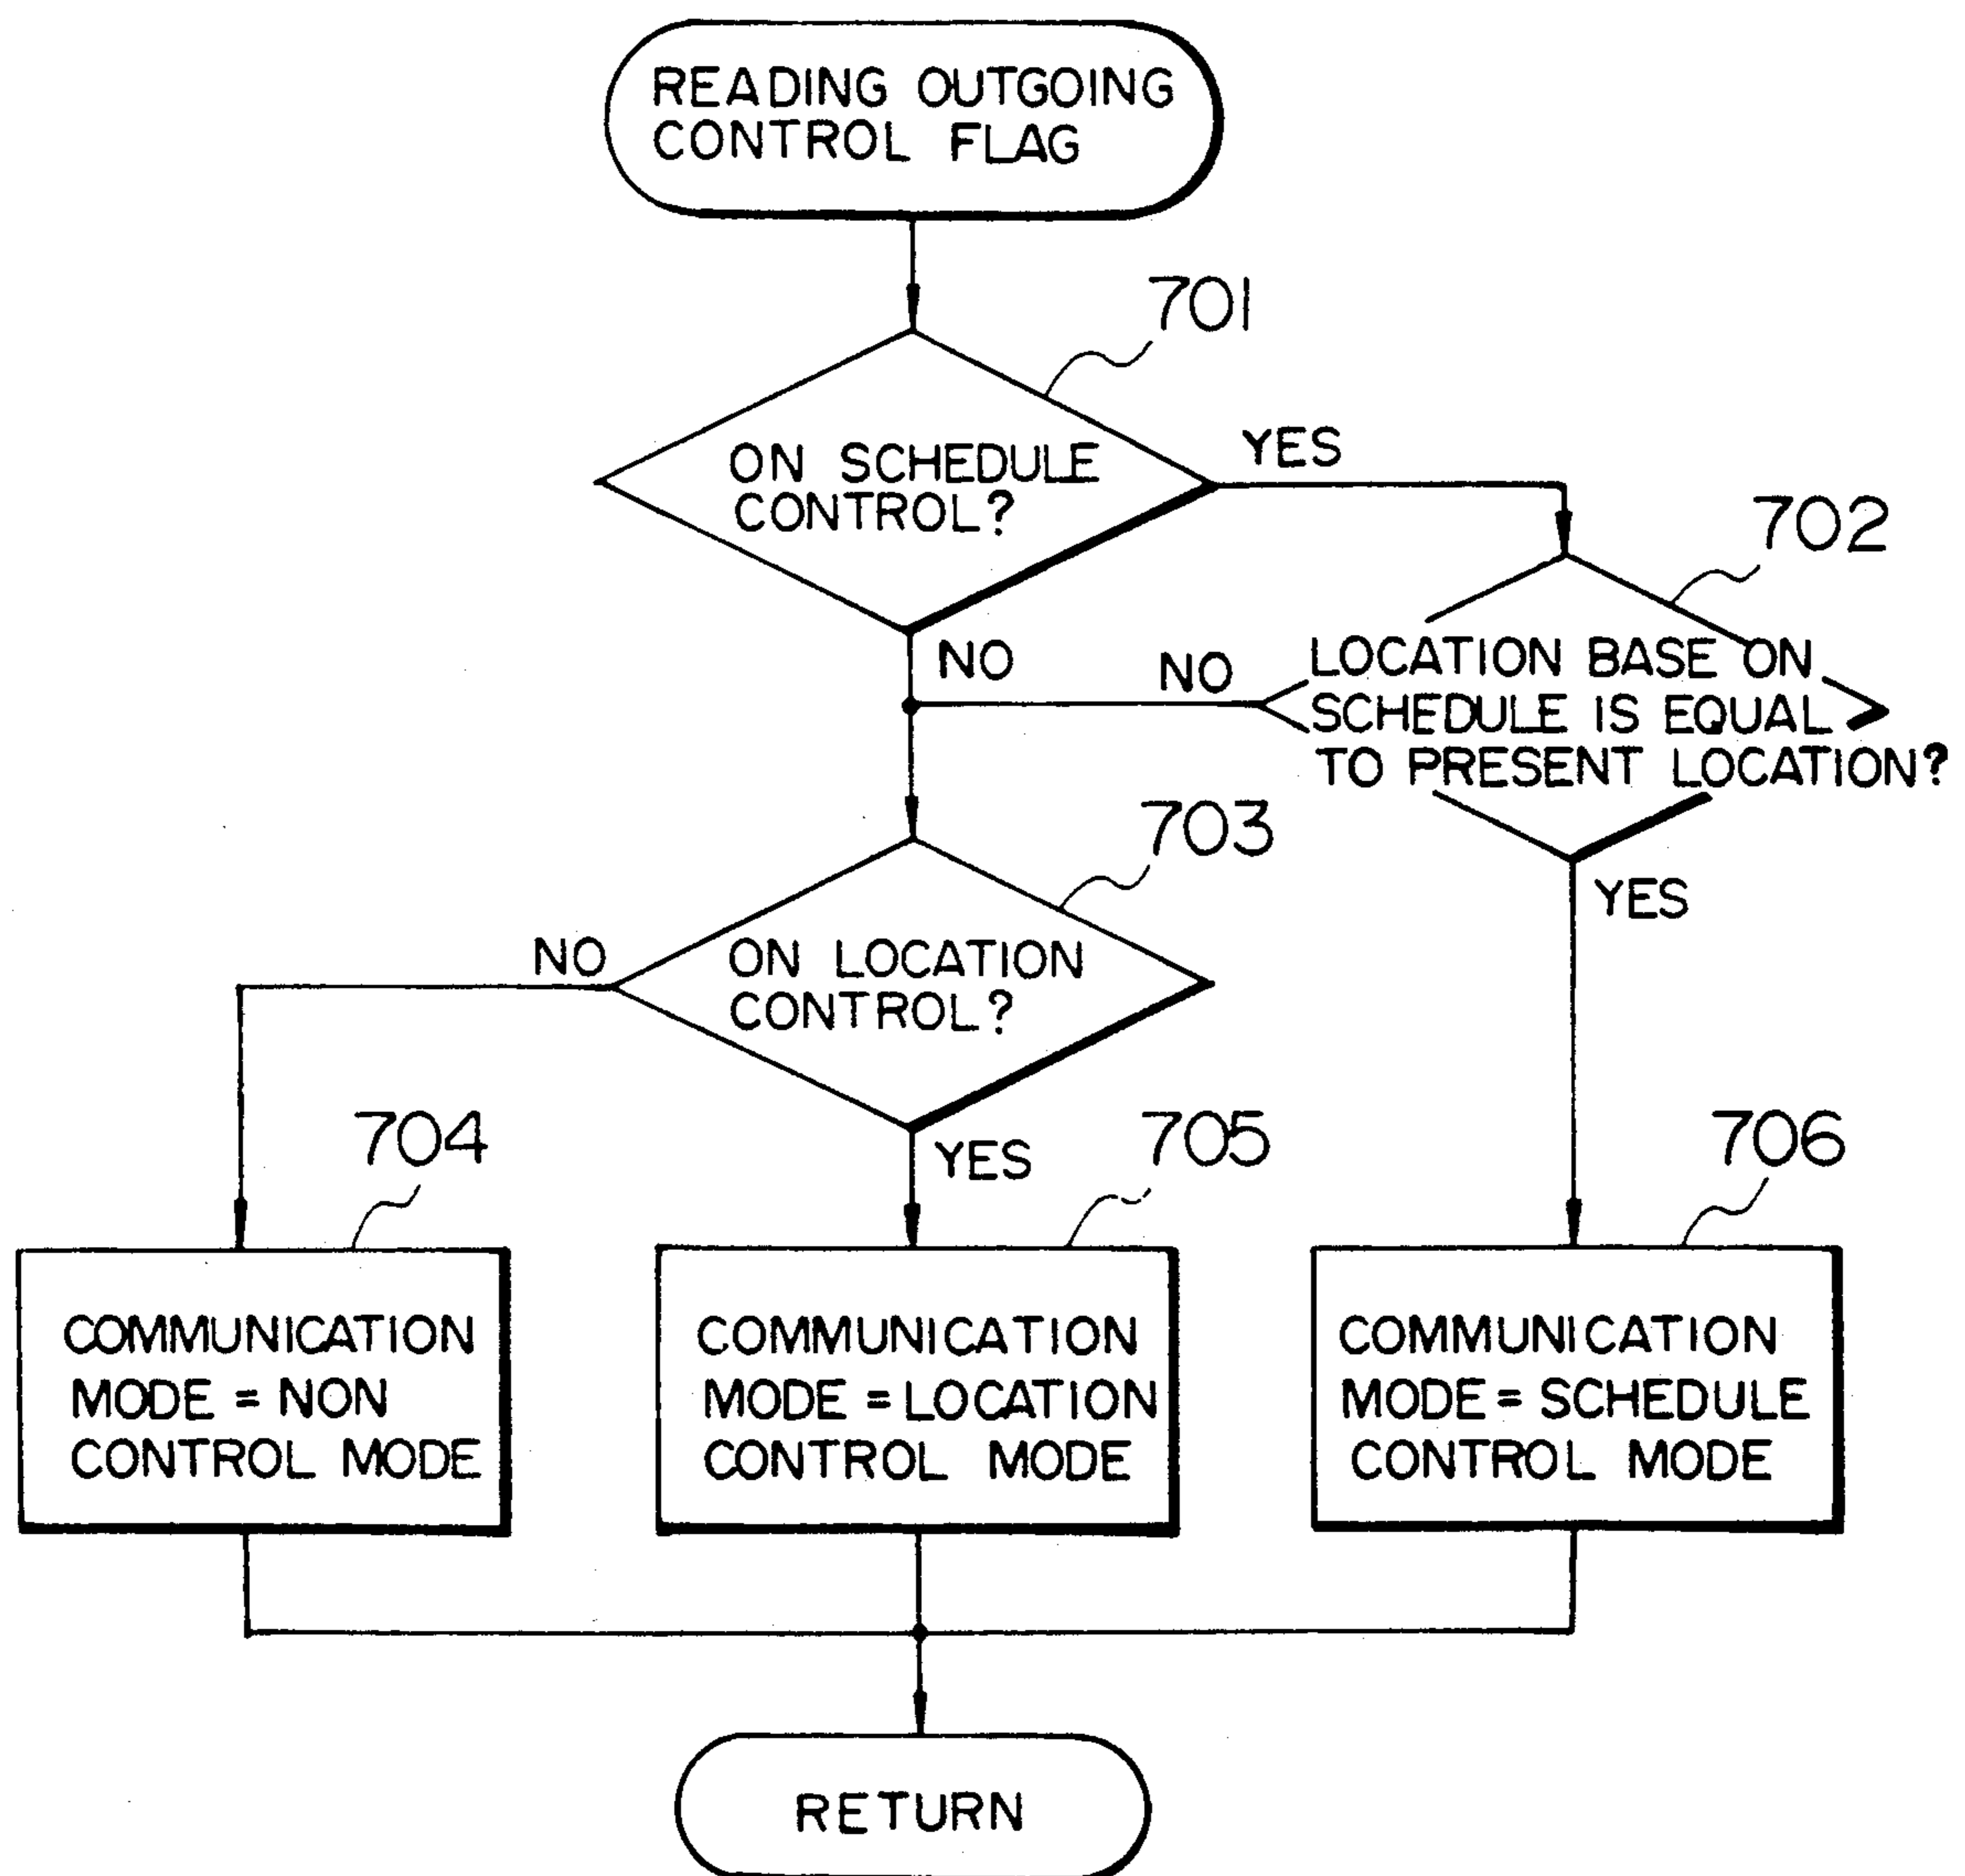 READING OUTGOING
CONTROL FLAG
701
ON SCHEDULE
CONTROL?
YES
702
NO
NO
LOCATION BASE ON
SCHEDULE IS EQUAL
TO PRESENT LOCATION?
703
YES
NO
ON LOCATION
CONTROL?
704
YES
705
706
COMMUNICATION
MODE = NON
CONTROL MODE
COMMUNICATION
MODE = LOCATION
CONTROL MODE
COMMUNICATION
MODE = SCHEDULE
CONTROL MODE
RETURN